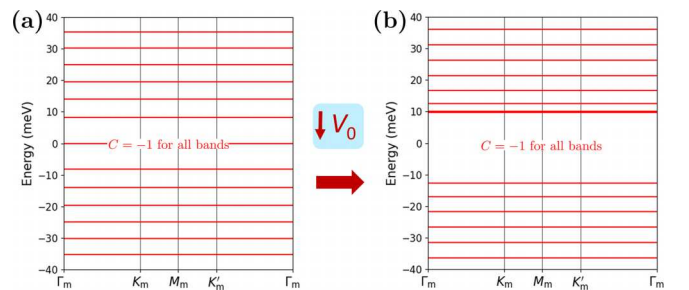 (a)
40
30
20
10
0
−10
−20
−30
−40
Energy (meV)
C = −1 for all bands
Γm
Km
Mm
K′m
Γm
V0
(b)
40
30
20
10
0
−10
−20
−30
−40
Energy (meV)
C = −1 for all bands
Γm
Km
Mm
K′m
Γm